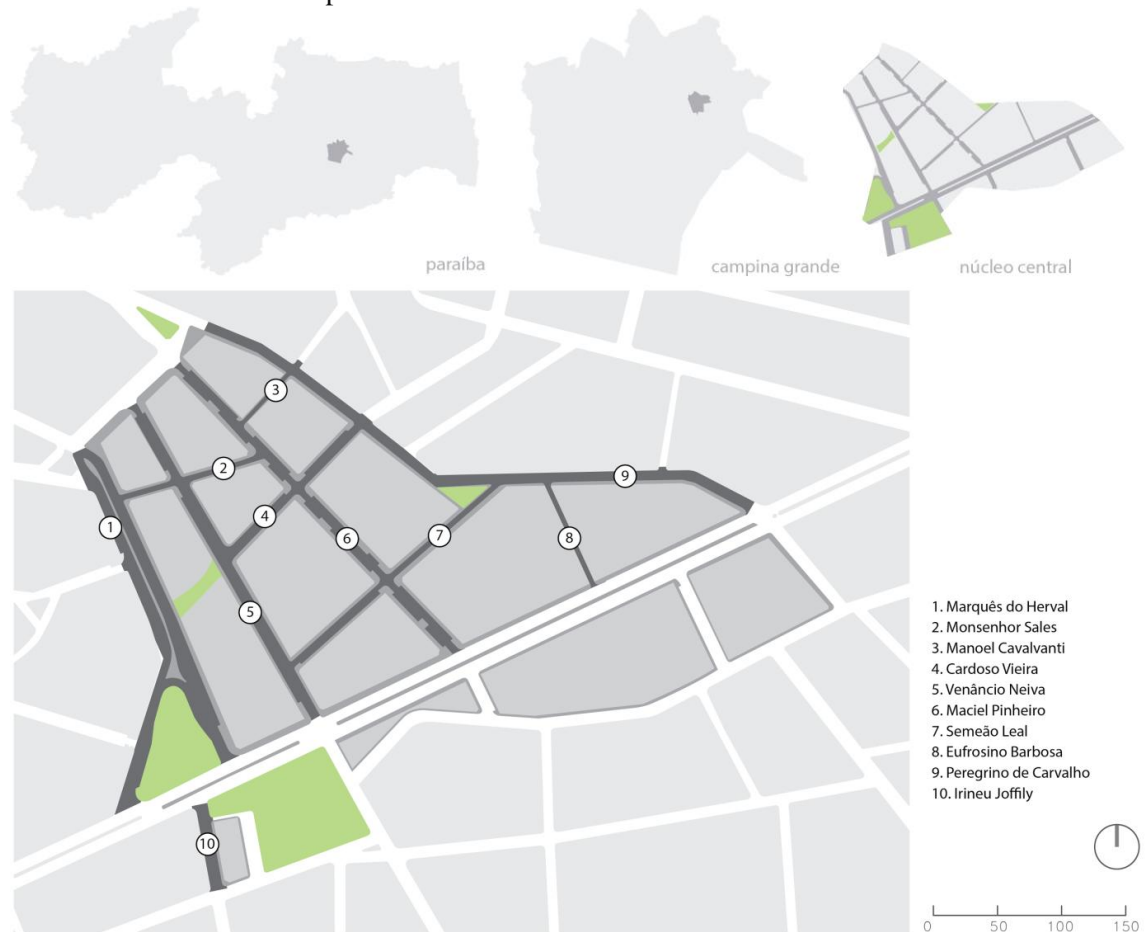 paraíba
campina grande
núcleo central
3
2
9
4
1
6
7
8
5
10
1. Marquês do Herval
2. Monsenhor Sales
3. Manoel Cavalvanti
4. Cardoso Vieira
5. Venâncio Neiva
6. Maciel Pinheiro
7. Semeão Leal
8. Eufrosino Barbosa
9. Peregrino de Carvalho
10. Irineu Joffily
0 50 100 150